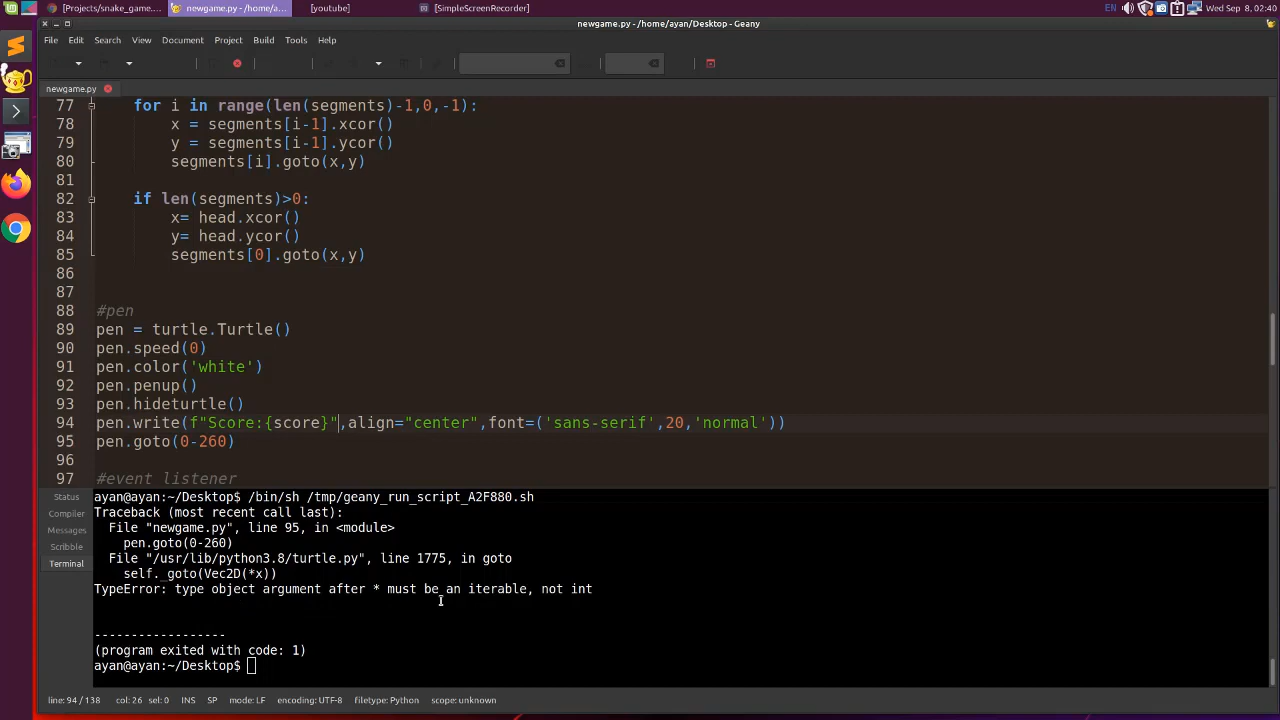 [Projects/snake_game....
newgame.py - /home/a...
[youtube]
[SimpleScreenRecorder]
EN
Wed Sep 8, 02:40
newgame.py - /home/ayan/Desktop - Geany
File Edit Search View Document Project Build Tools Help
newgame.py
77 for i in range(len(segments)-1,0,-1):
78 x = segments[i-1].xcor()
79 y = segments[i-1].ycor()
80 segments[i].goto(x,y)
81
82 if len(segments)>0:
83 x= head.xcor()
84 y= head.ycor()
85 segments[0].goto(x,y)
86
87
88 #pen
89 pen = turtle.Turtle()
90 pen.speed(0)
91 pen.color('white')
92 pen.penup()
93 pen.hideturtle()
94 pen.write(f"Score:{score}",align="center",font=('sans-serif',20,'normal'))
95 pen.goto(0-260)
96
97 #event listener
Status
Compiler
Messages
Scribble
Terminal
ayan@ayan:~/Desktop$ /bin/sh /tmp/geany_run_script_A2F880.sh
Traceback (most recent call last):
File "newgame.py", line 95, in <module>
pen.goto(0-260)
File "/usr/lib/python3.8/turtle.py", line 1775, in goto
self._goto(Vec2D(*x))
TypeError: type object argument after * must be an iterable, not int
------------------
(program exited with code: 1)
ayan@ayan:~/Desktop$
line: 94 / 138 col: 26 sel: 0 INS SP mode: LF encoding: UTF-8 filetype: Python scope: unknown